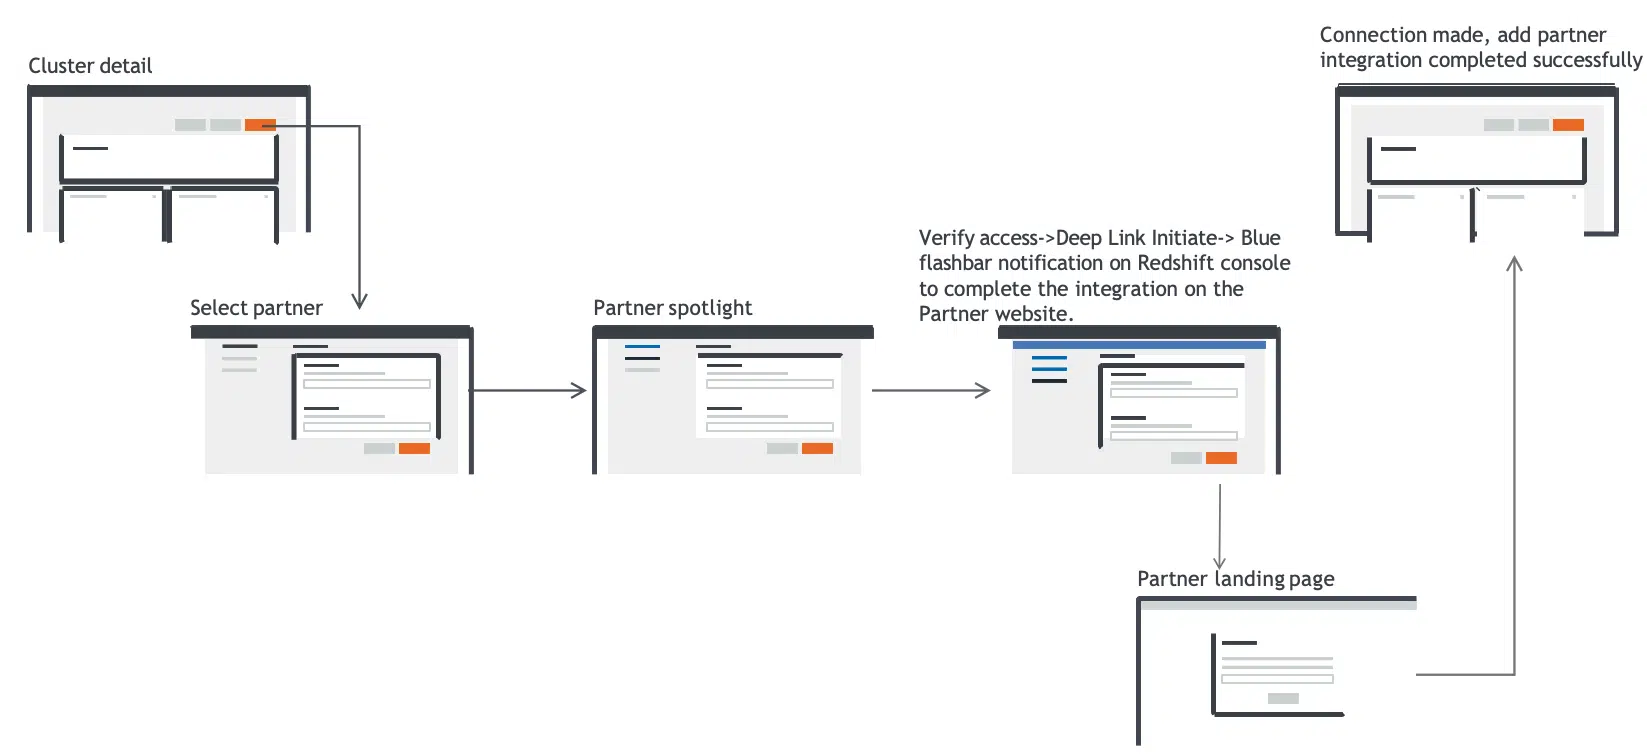 Cluster detail
Select partner
Partner spotlight
Verify access->Deep Link Initiate-> Blue
flashbar notification on Redshift console
to complete the integration on the
Partner website.
Partner landing page
Connection made, add partner
integration completed successfully